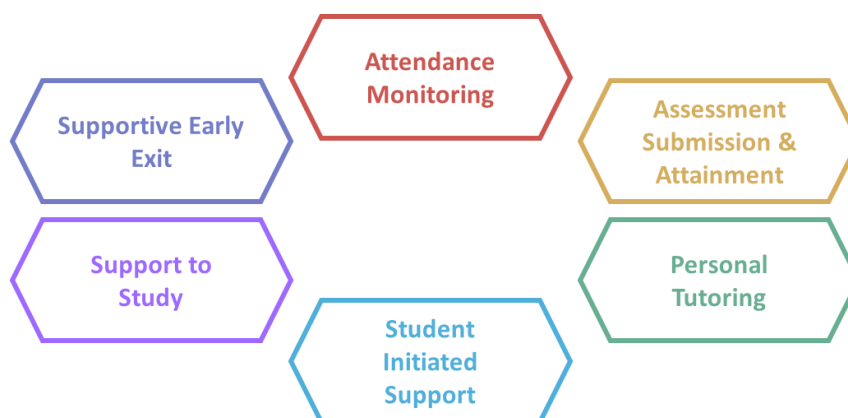 Attendance
Monitoring
Supportive Early
Exit
Assessment
Submission &
Attainment
Support to
Study
Personal
Tutoring
Student
Initiated
Support